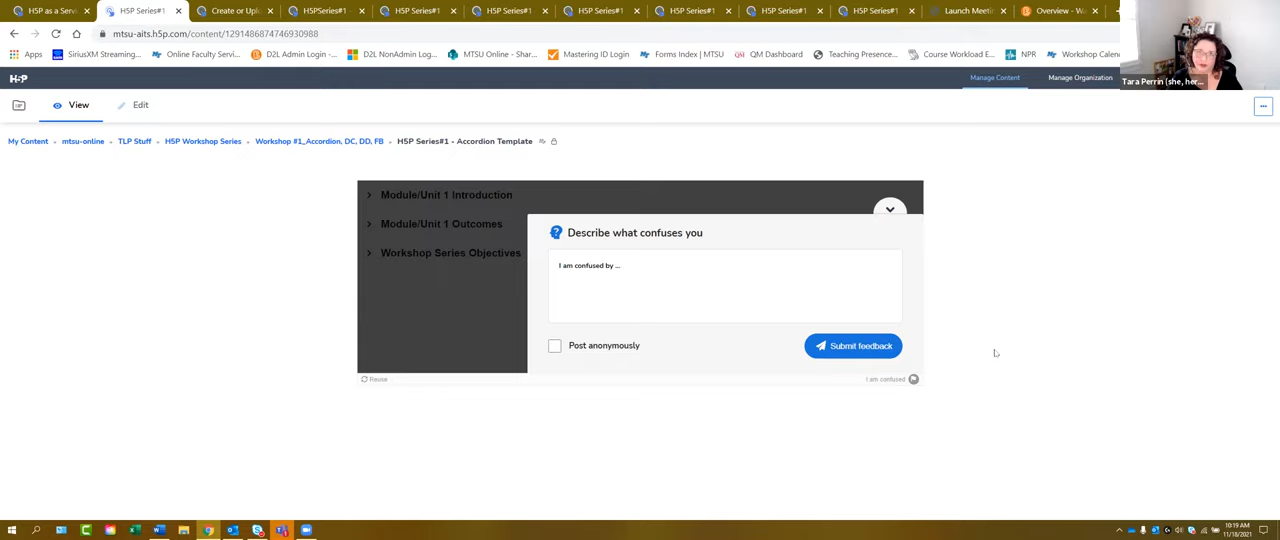 H5P as a Serv
H5P Series#1
Create or Uplo
H5PSeries#1
H5P Series#1
H5P Series#1
H5P Series#1
H5P Series#1
H5P Series#1
H5P Series#1
Launch Meeti
Overview - W
mtsu-aits.h5p.com/content/1291486874746930988
Apps
SiriusXM Streaming...
Online Faculty Servi...
D2L Admin Login -...
D2L NonAdmin Log...
MTSU Online - Shar...
Mastering ID Login
Forms Index | MTSU
QM Dashboard
Teaching Presence...
Course Workload E...
NPR
Workshop Calen
Tara Perrin (she, her...
H5P
Manage Content
Manage Organization
View
Edit
My Content
mtsu-online
TLP Stuff
H5P Workshop Series
Workshop #1_Accordion, DC, DD, FB
H5P Series#1 - Accordion Template
Module/Unit 1 Introduction
Module/Unit 1 Outcomes
Workshop Series Objectives
Describe what confuses you
I am confused by ...
Post anonymously
Submit feedback
Reuse
I am confused
10:19 AM
11/18/2021